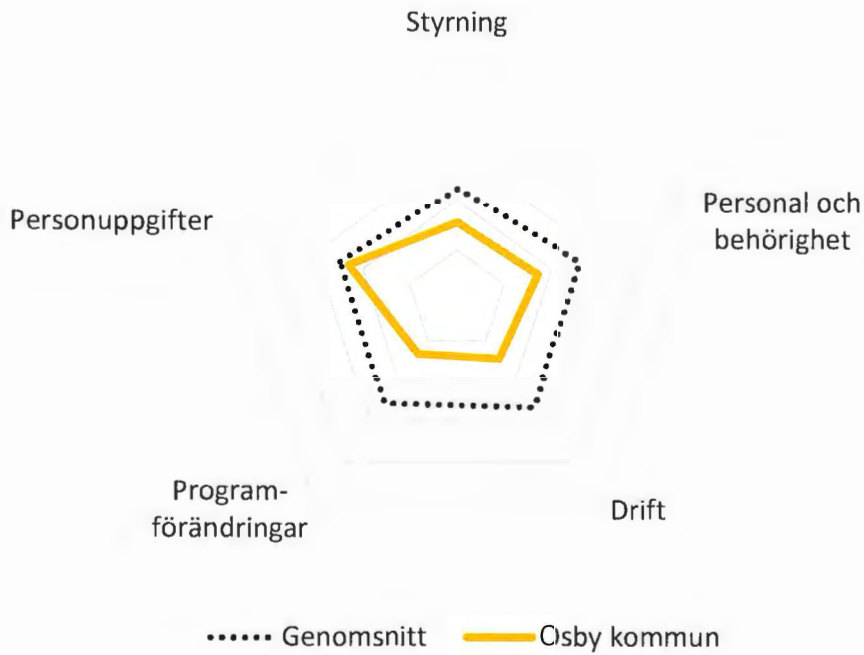 Styrning
Personuppgifter
Personal och
behörighet
Program-
förändringar
Drift
Genomsnitt
Osby kommun